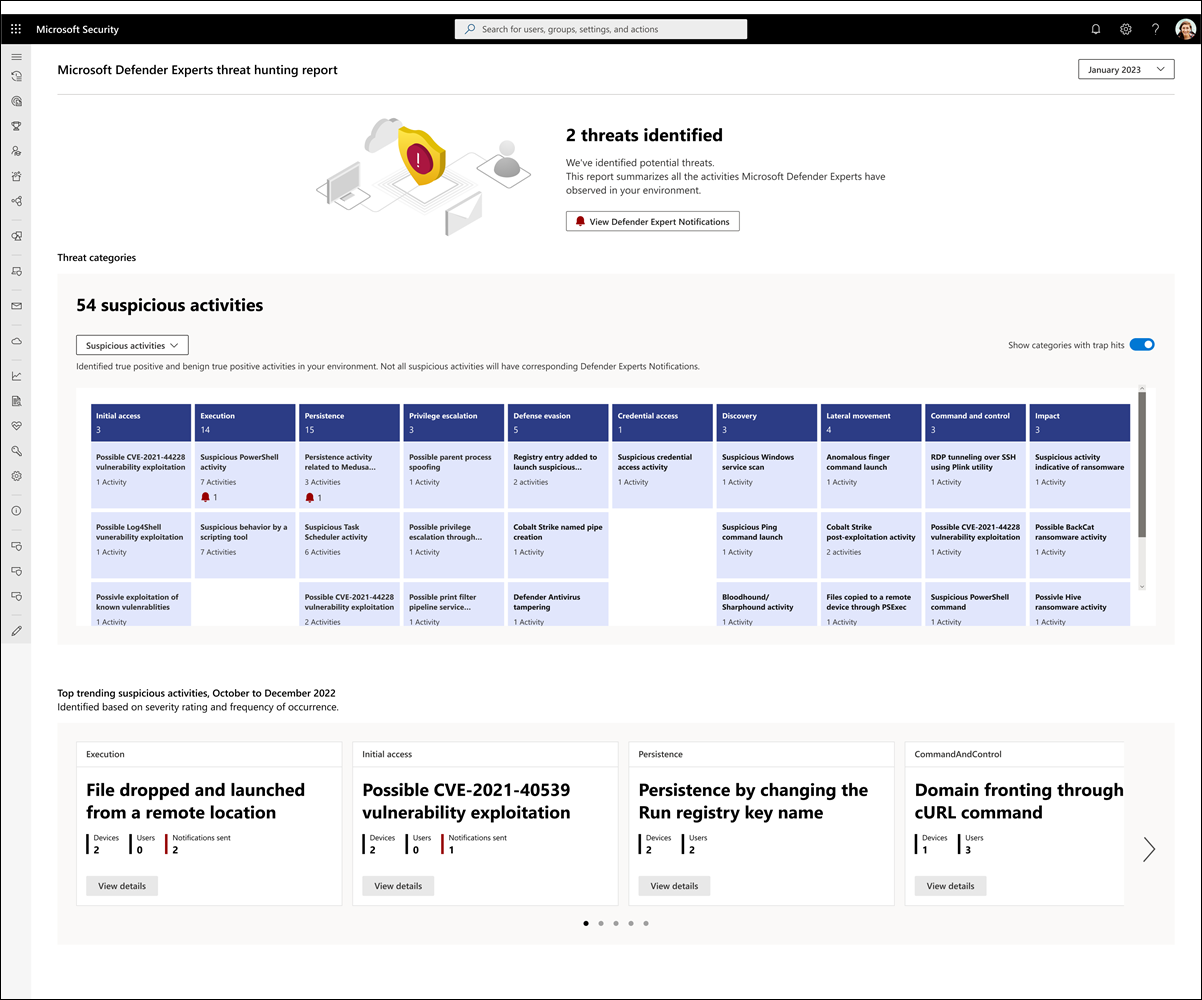 Microsoft Security
Search for users, groups, settings, and actions
Microsoft Defender Experts threat hunting report
January 2023
2 threats identified
We've identified potential threats.
This report summarizes all the activities Microsoft Defender Experts have
observed in your environment.
View Defender Expert Notifications
Threat categories
54 suspicious activities
Suspicious activities
Show categories with trap hits
Identified true positive and benign true positive activities in your environment. Not all suspicious activities will have corresponding Defender Experts Notifications.
Initial access
3
Possible CVE-2021-44228
vulnerability exploitation
1 Activity
Possible Log4Shell
vunerability exploitation
1 Activity
Possivle exploitation of
known vulenrablities
1 Activity
Execution
14
Suspicious PowerShell
activity
7 Activities
1
Suspicious behavior by a
scripting tool
7 Activities
Persistence
15
Persistence activity
related to Medusa...
3 Activities
1
Suspicious Task
Scheduler activity
6 Activities
Possible CVE-2021-44228
vulnerability exploitation
2 Activities
Privilege escalation
3
Possible parent process
spoofing
1 Activity
Possible privilege
escalation through...
1 Activity
Possible print filter
pipeline service...
1 Activity
Defense evasion
5
Registry entry added to
launch suspicious...
2 activities
Cobalt Strike named pipe
creation
1 Activity
Defender Antivirus
tampering
1 Activity
Credential access
1
Suspicious credential
access activity
1 Activity
Discovery
3
Suspicious Windows
service scan
1 Activity
Suspicious Ping
command launch
1 Activity
Bloodhound/
Sharphound activity
1 Activity
Lateral movement
4
Anomalous finger
command launch
1 Activity
Cobalt Strike
post-exploitation activity
2 activities
Files copied to a remote
device through PSExec
1 Activity
Command and control
3
RDP tunneling over SSH
using Plink utility
1 Activity
Possible CVE-2021-44228
vulnerability exploitation
1 Activity
Suspicious PowerShell
command
1 Activity
Impact
3
Suspicious activity
indicative of ransomware
1 Activity
Possible BackCat
ransomware activity
1 Activity
Possivle Hive
ransomware activity
1 Activity
Top trending suspicious activities, October to December 2022
Identified based on severity rating and frequency of occurrence.
Execution
File dropped and launched
from a remote location
Devices Users Notifications sent
2 0 2
View details
Initial access
Possible CVE-2021-40539
vulnerability exploitation
Devices Users Notifications sent
2 0 1
View details
Persistence
Persistence by changing the
Run registry key name
Devices Users
2 2
View details
CommandAndControl
Domain fronting through
cURL command
Devices Users
1 3
View details